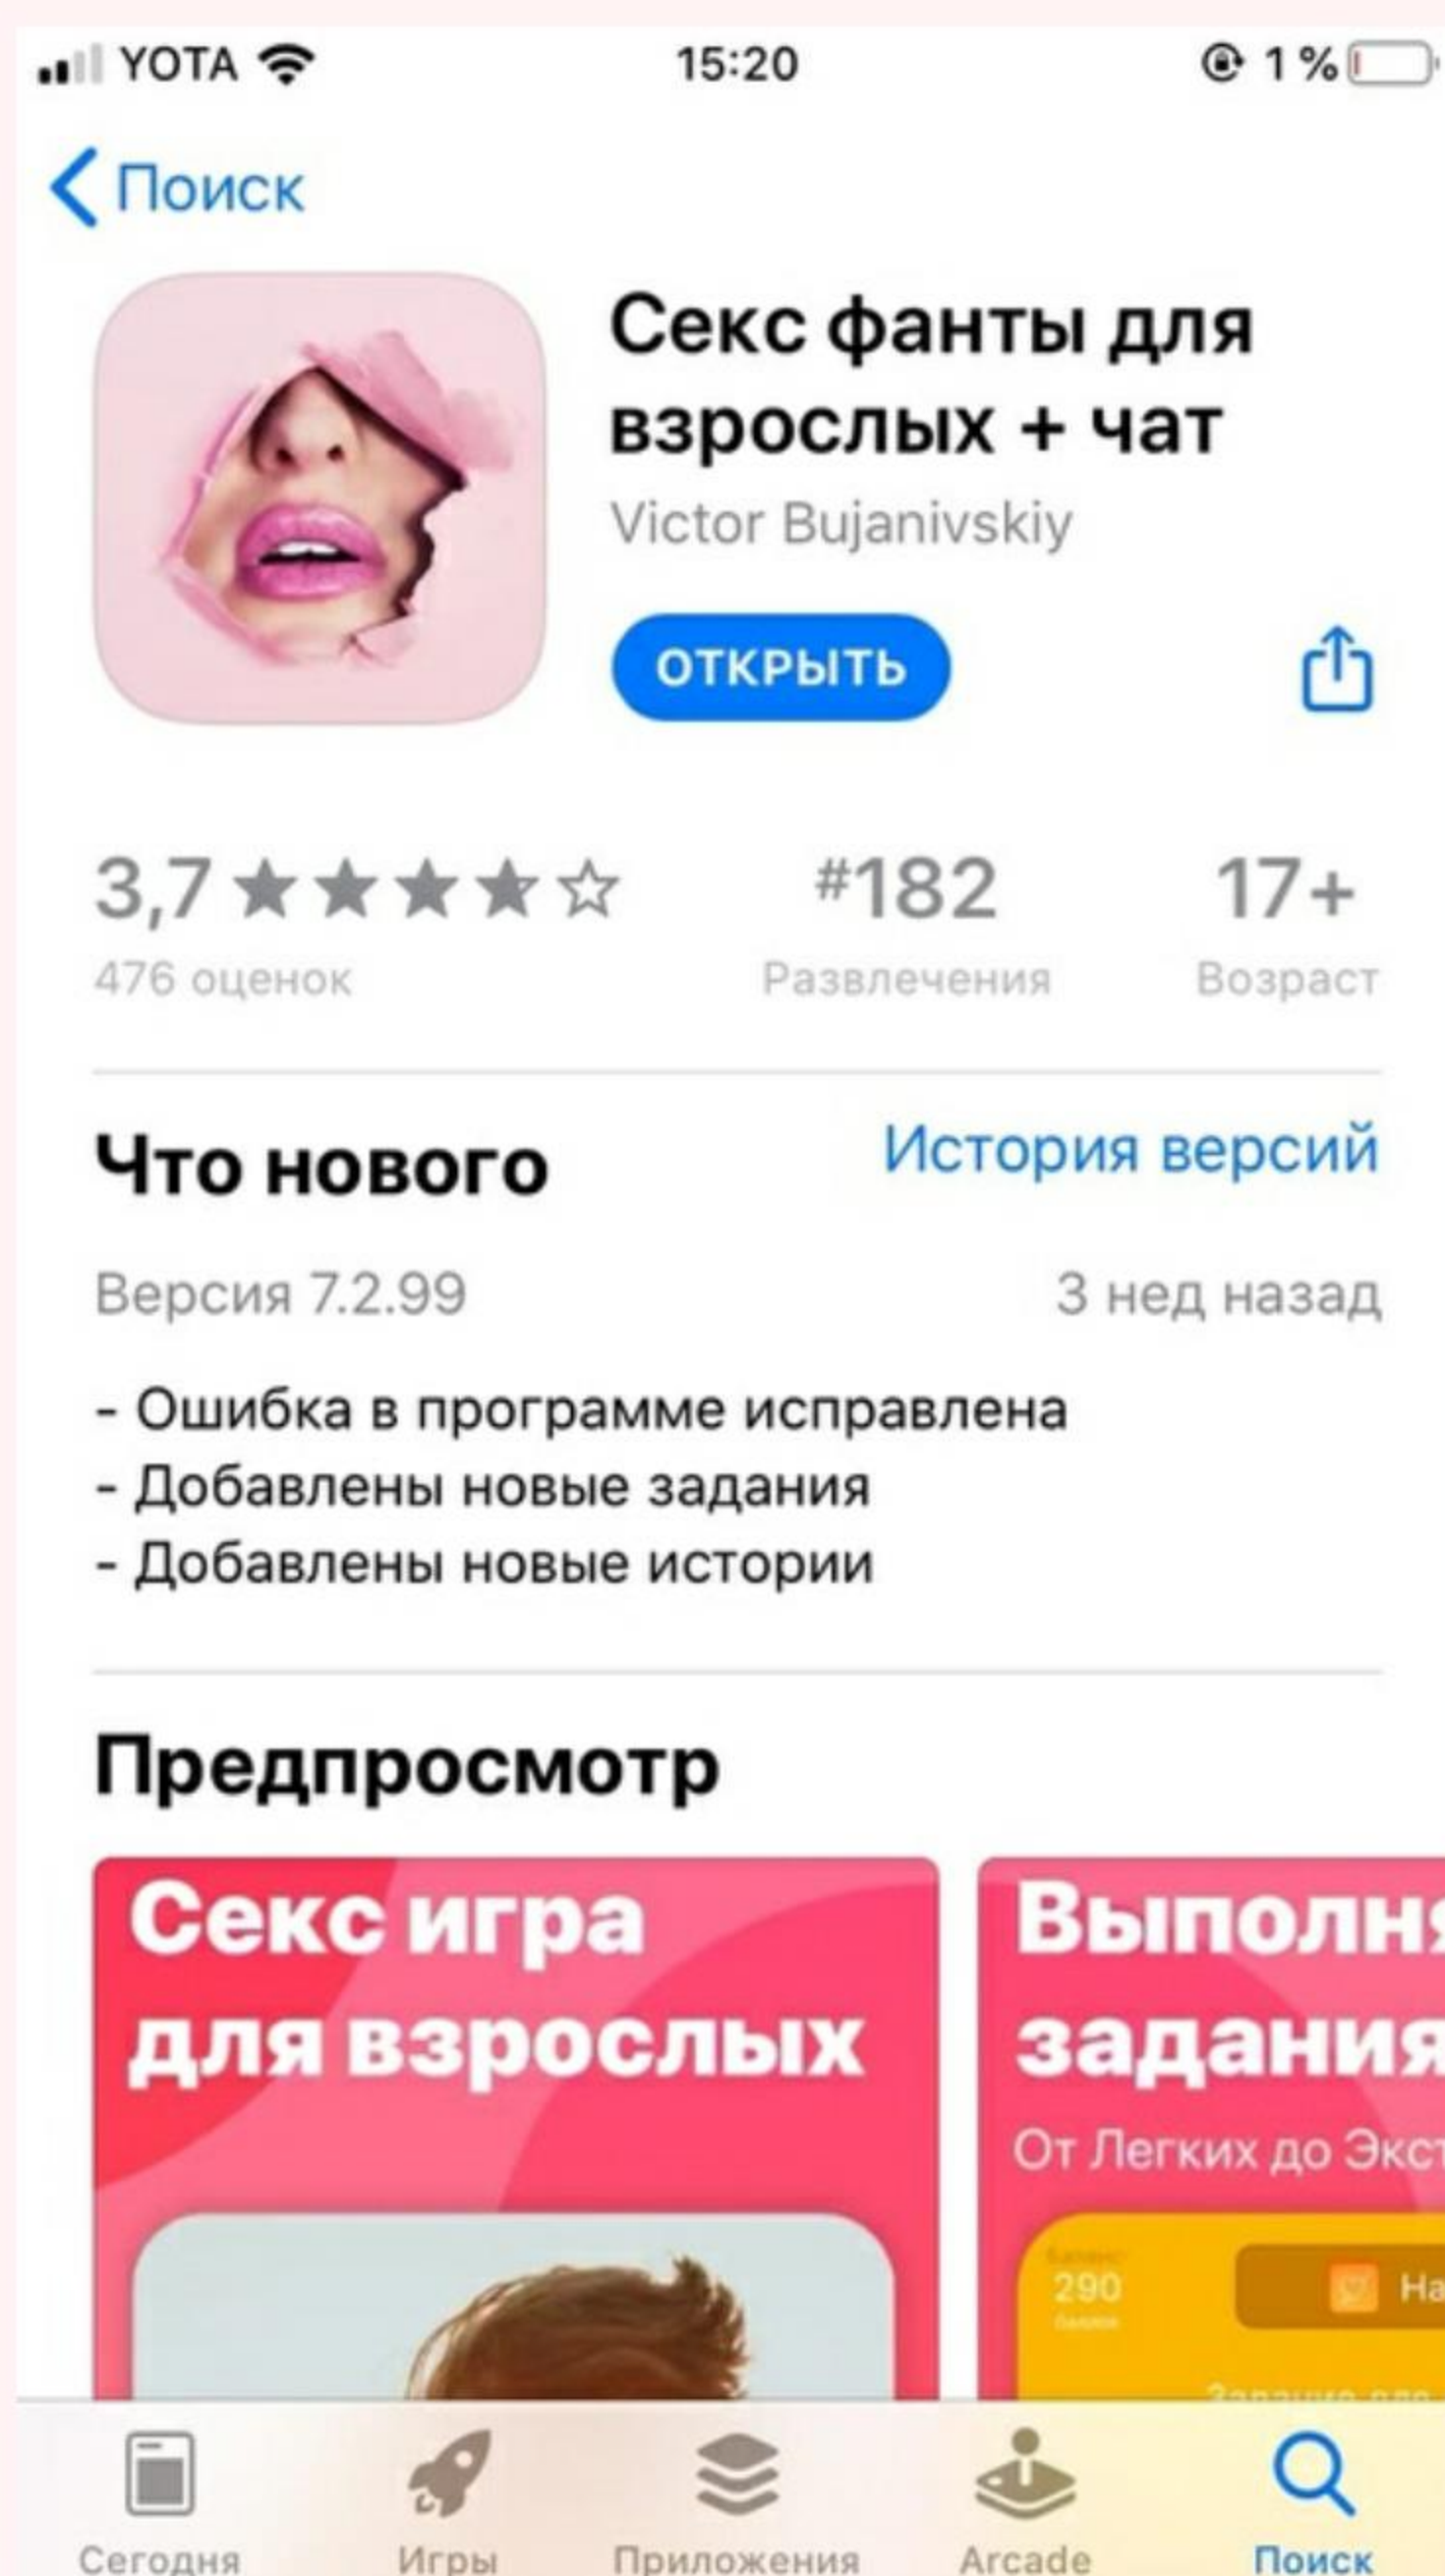 YOTA 15:20 1 %
Поиск
Секс фанты для
взрослых + чат
Victor Bujanivskiy
ОТКРЫТЬ
3,7 #182 17+
476 оценок Развлечения Возраст
Что нового История версий
Версия 7.2.99 3 нед назад
- Ошибка в программе исправлена
- Добавлены новые задания
- Добавлены новые истории
Предпросмотр
Секс игра
для взрослых
Выполня
задания
От Легких до Экст
290
На
Сегодня Игры Приложения Arcade Поиск